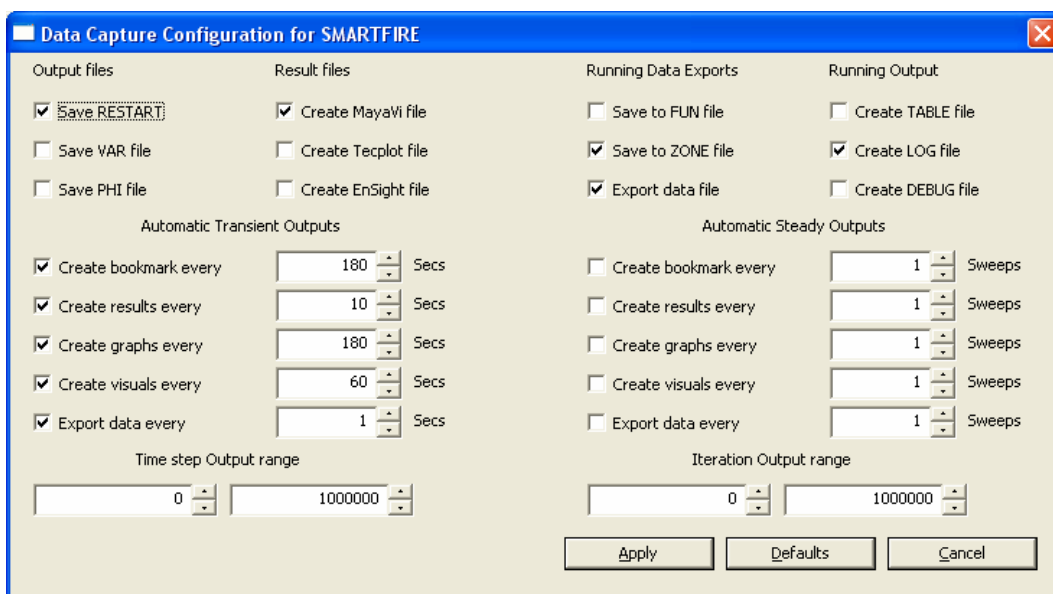 Data Capture Configuration for SMARTFIRE
Output files Result files Running Data Exports Running Output
Save RESTART Create MayaVi file Save to FUN file Create TABLE file
Save VAR file Create Tecplot file Save to ZONE file Create LOG file
Save PHI file Create EnSight file Export data file Create DEBUG file
Automatic Transient Outputs Automatic Steady Outputs
Create bookmark every 180 Secs Create bookmark every 1 Sweeps
Create results every 10 Secs Create results every 1 Sweeps
Create graphs every 180 Secs Create graphs every 1 Sweeps
Create visuals every 60 Secs Create visuals every 1 Sweeps
Export data every 1 Secs Export data every 1 Sweeps
Time step Output range Iteration Output range
0 1000000 0 1000000
Apply Defaults Cancel